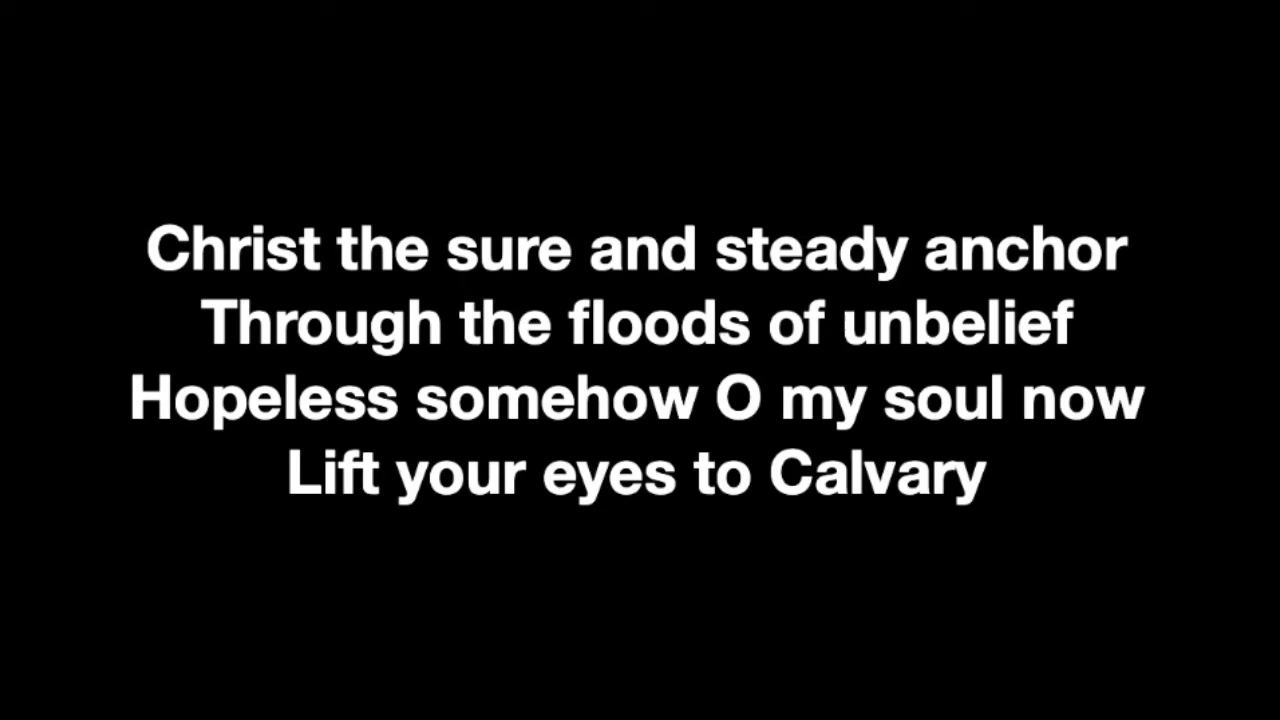 Christ the sure and steady anchor
Through the floods of unbelief
Hopeless somehow O my soul now
Lift your eyes to Calvary